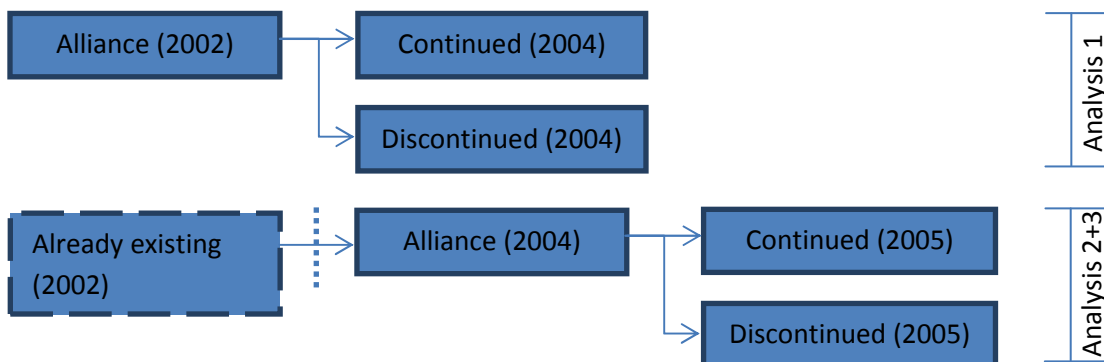 Alliance (2002)
Continued (2004)
Discontinued (2004)
Analysis 1
Already existing
(2002)
Alliance (2004)
Continued (2005)
Discontinued (2005)
Analysis 2+3